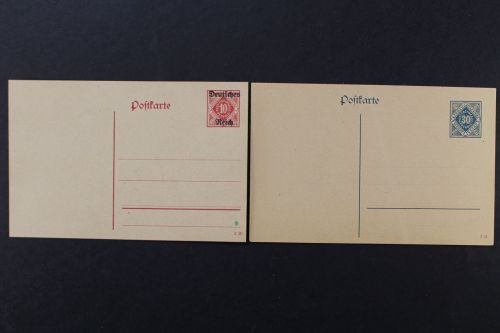 Postkarte
Deutsches
10
Reich
Postkarte
30